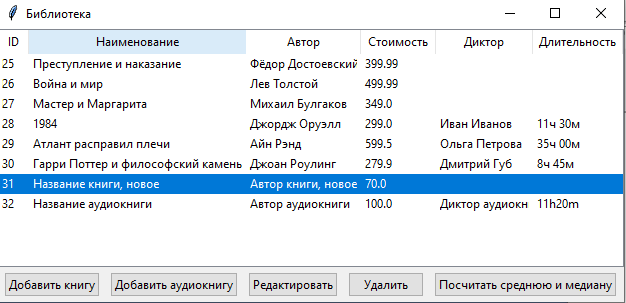 Библиотека
ID Наименование Автор Стоимость Диктор Длительность
25 Преступление и наказание Фёдор Достоевский 399.99
26 Война и мир Лев Толстой 499.99
27 Мастер и Маргарита Михаил Булгаков 349.0
28 1984 Джордж Оруэлл 299.0 Иван Иванов 11ч 30м
29 Атлант расправил плечи Айн Рэнд 599.5 Ольга Петрова 35ч 00м
30 Гарри Поттер и философский камень Джоан Роулинг 279.9 Дмитрий Губ 8ч 45м
31 Название книги, новое Автор книги, новое 70.0
32 Название аудиокниги Автор аудиокниги 100.0 Диктор аудиокн 11h20m
Добавить книгу Добавить аудиокнигу Редактировать Удалить Посчитать среднюю и медиану